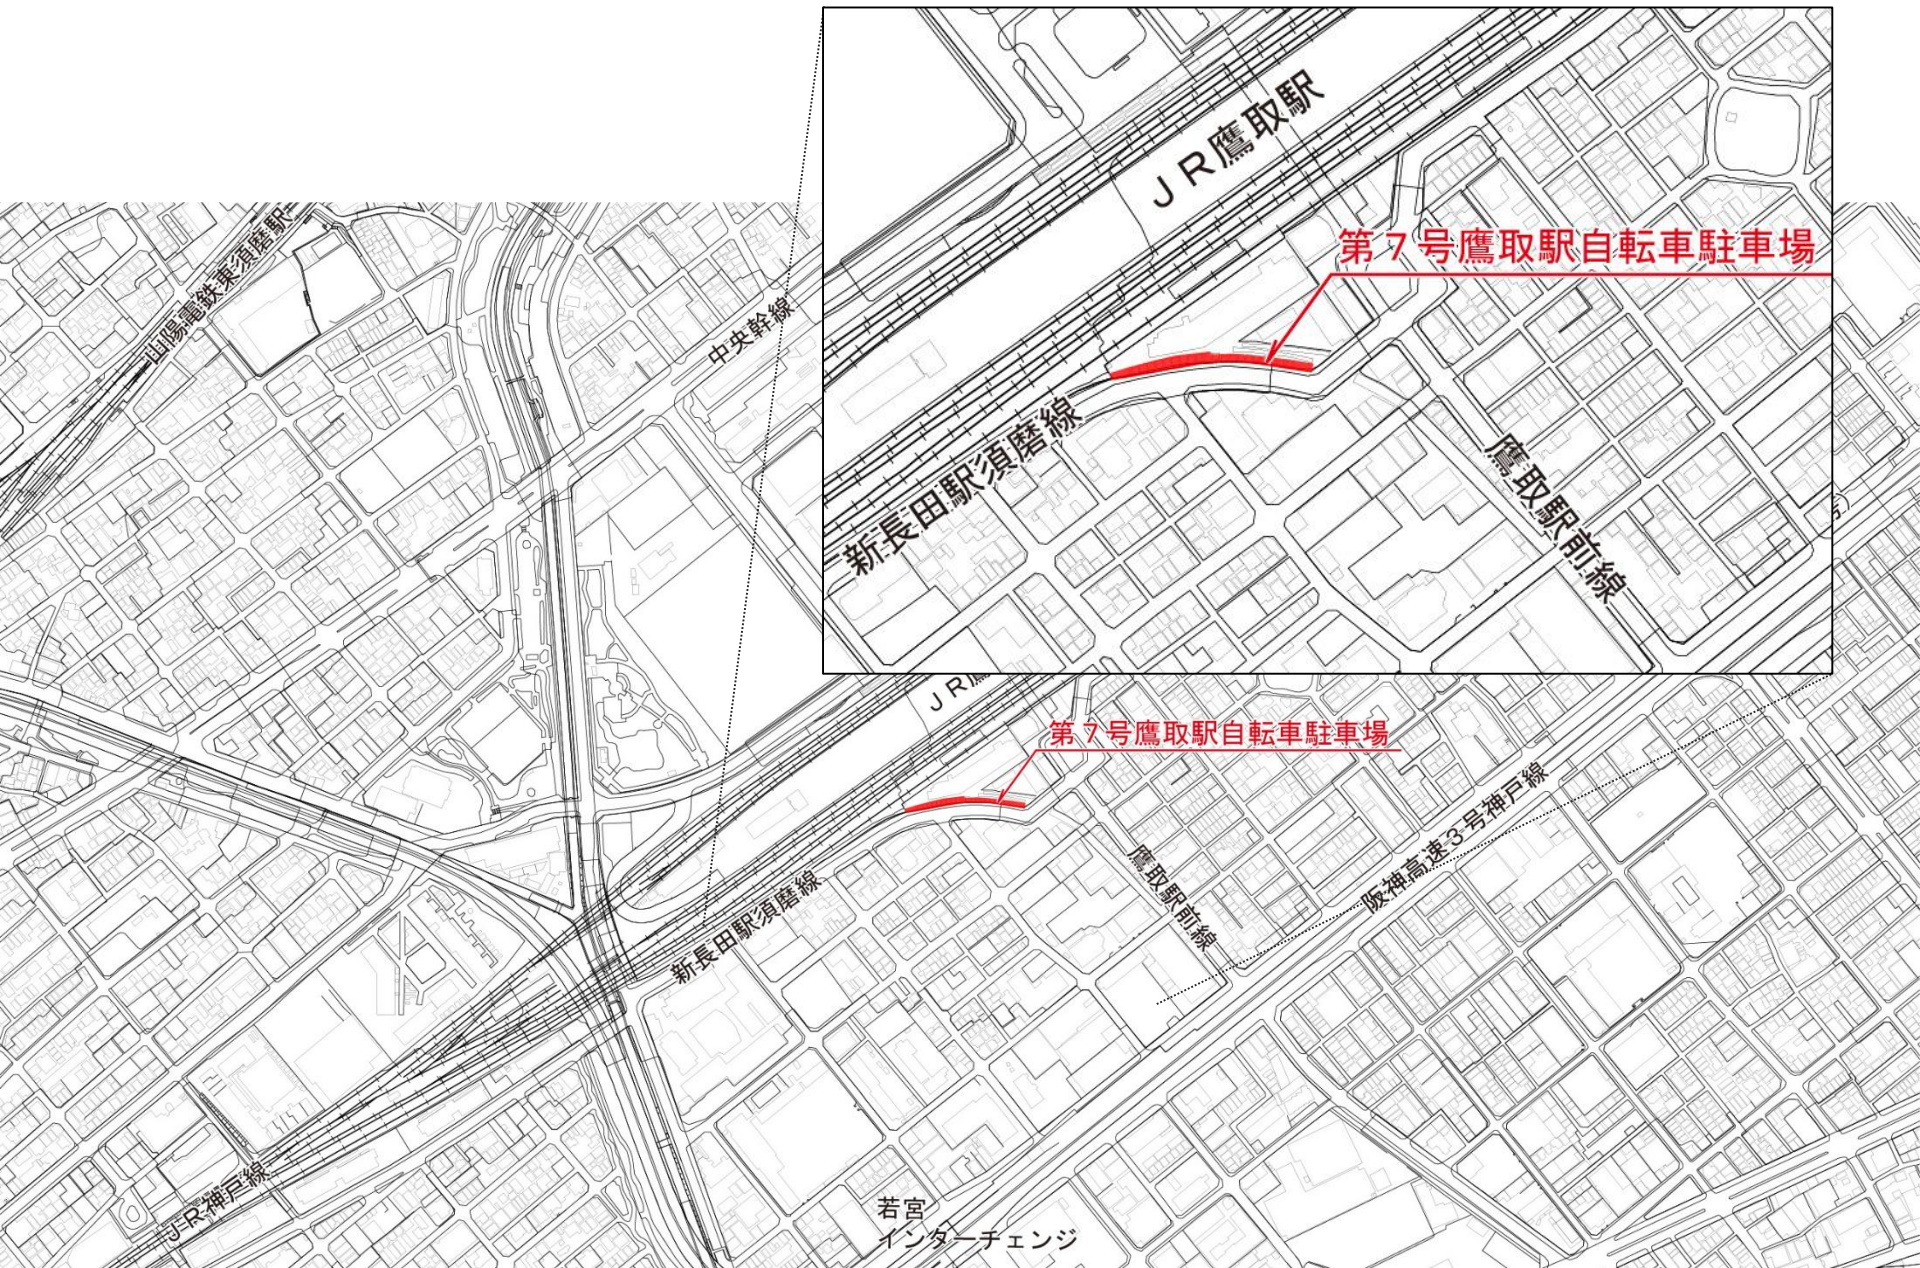 JR鷹取駅
第7号鷹取駅自転車駐車場
山陽電鉄東須磨駅
中央幹線
新長田駅須磨線
鷹取駅前線
JR
第7号鷹取駅自転車駐車場
阪神高速3号神戸線
鷹取駅前線
新長田駅須磨線
JR神戸線
若宮
インターチェンジ